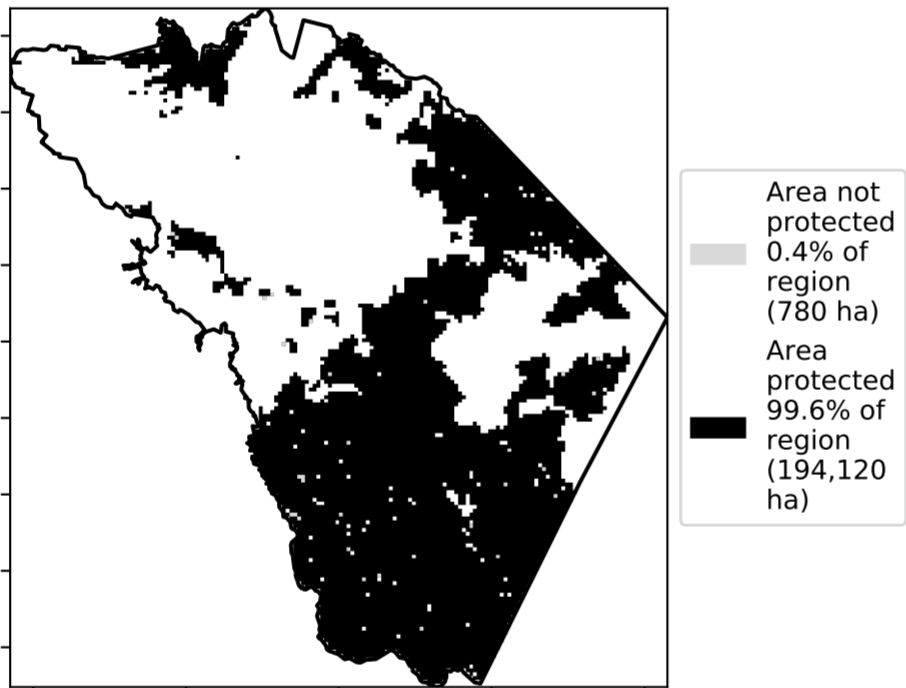 Area not
protected
0.4% of
region
(780 ha)
Area
protected
99.6% of
region
(194,120
ha)